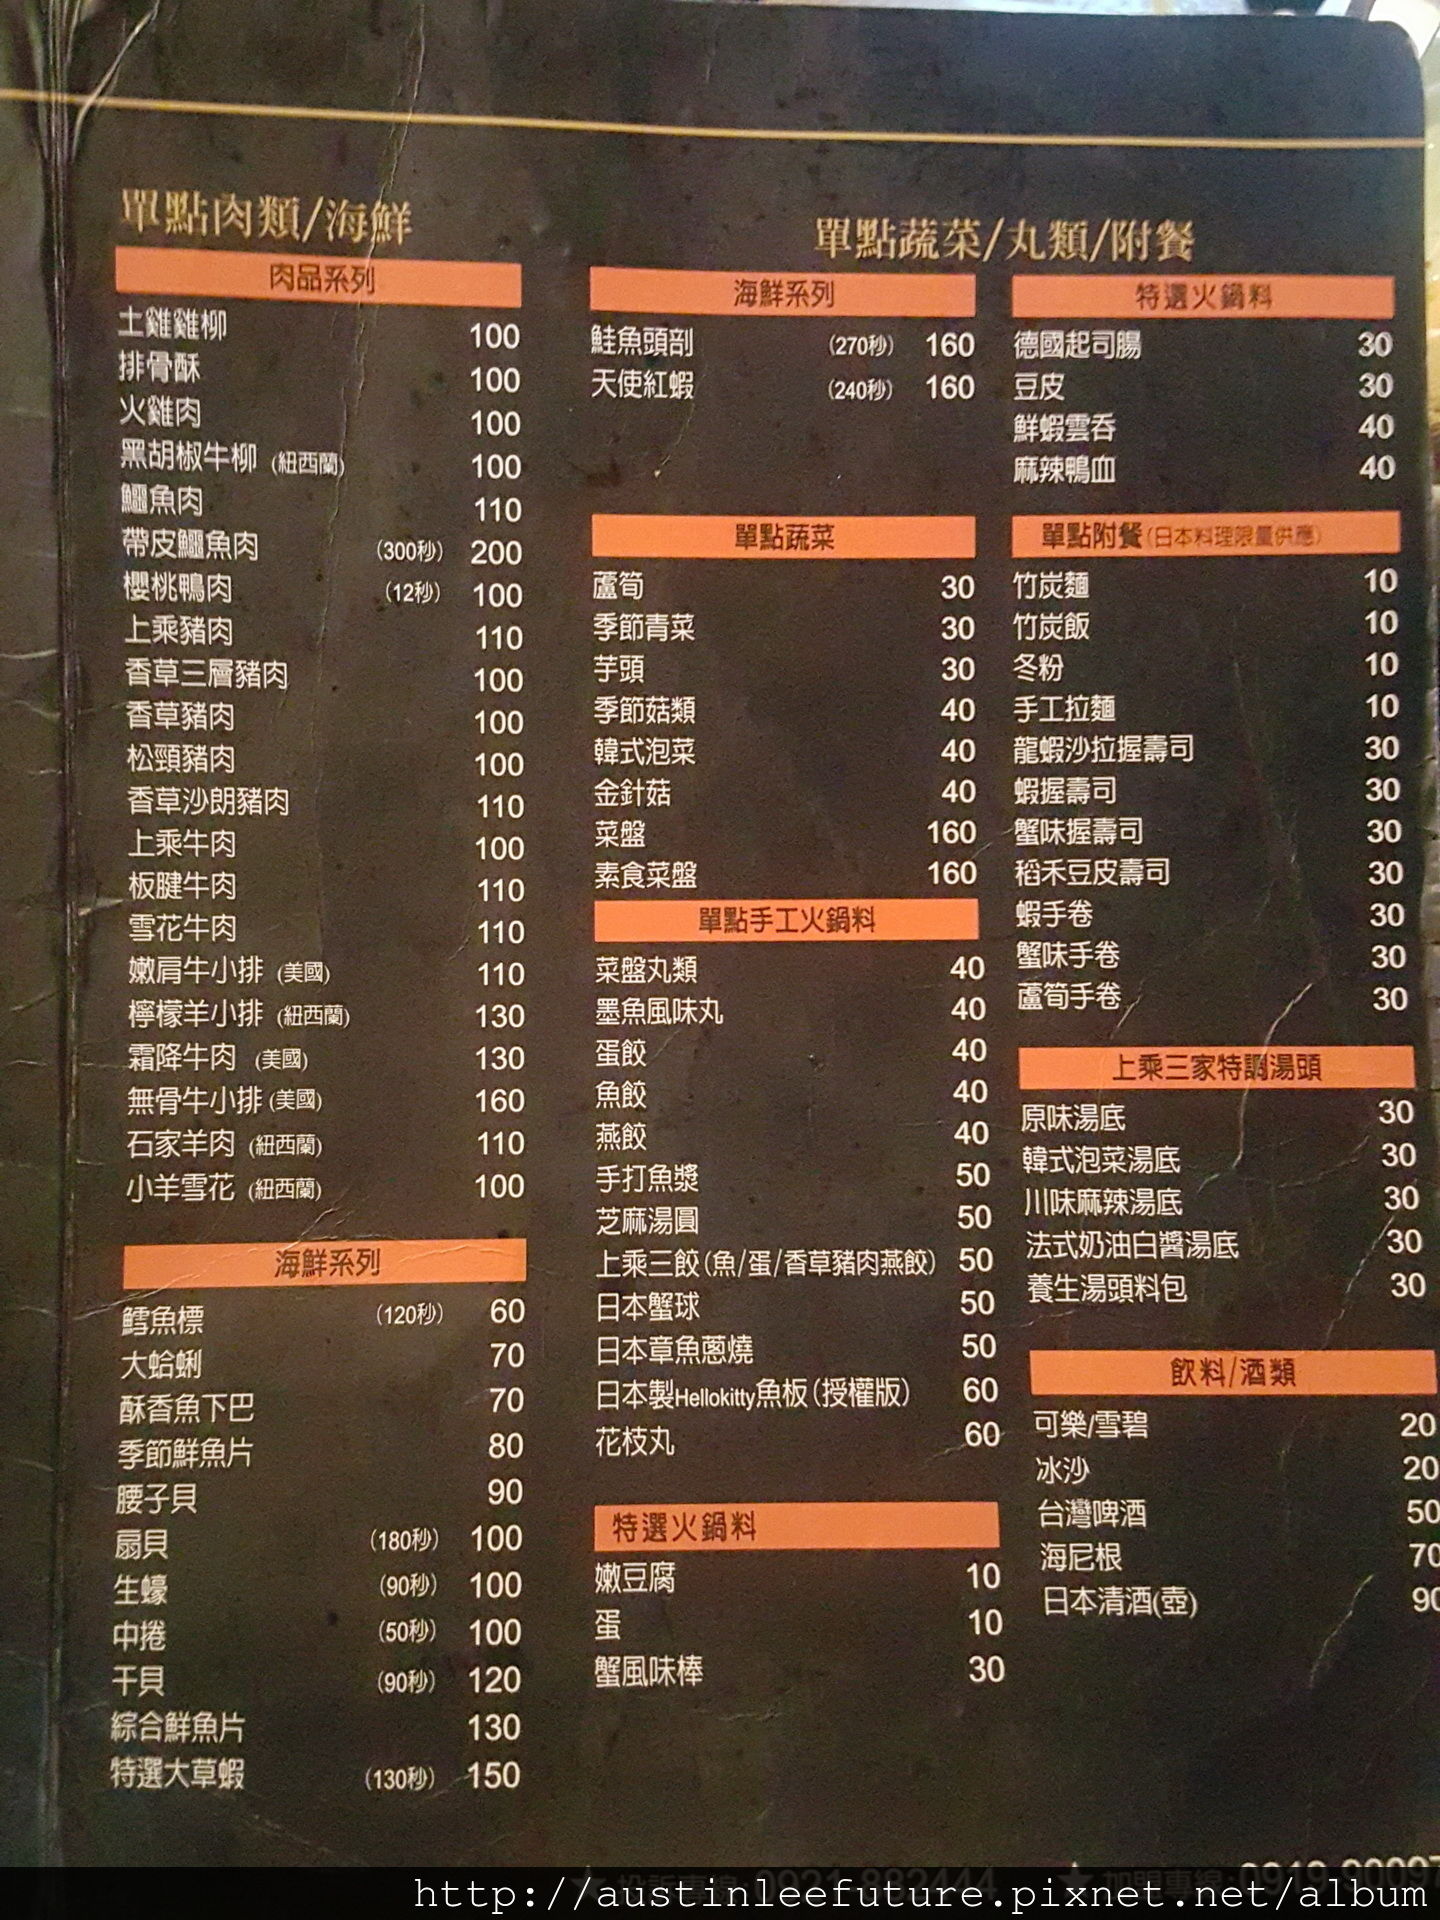 單點肉類/海鮮
肉品系列
土雞雞柳 100
排骨酥 100
火雞肉 100
黑胡椒牛柳 (紐西蘭) 100
鱷魚肉 110
帶皮鱷魚肉 (300秒) 200
櫻桃鴨肉 (12秒) 100
上乘豬肉 110
香草三層豬肉 100
香草豬肉 100
松頸豬肉 100
香草沙朗豬肉 110
上乘牛肉 100
板腱牛肉 110
雪花牛肉 110
嫩肩牛小排 (美國) 110
檸檬羊小排 (紐西蘭) 130
霜降牛肉 (美國) 130
無骨牛小排 (美國) 160
石家羊肉 (紐西蘭) 110
小羊雪花 (紐西蘭) 100
海鮮系列
鱈魚標 (120秒) 60
大蛤蜊 70
酥香魚下巴 70
季節鮮魚片 80
腰子貝 90
扇貝 (180秒) 100
生蠔 (90秒) 100
中捲 (50秒) 100
干貝 (90秒) 120
綜合鮮魚片 130
特選大草蝦 (130秒) 150
單點蔬菜/丸類/附餐
海鮮系列
鮭魚頭剖 (270秒) 160
天使紅蝦 (240秒) 160
單點蔬菜
蘆筍 30
季節青菜 30
芋頭 30
季節菇類 40
韓式泡菜 40
金針菇 40
菜盤 160
素食菜盤 160
單點手工火鍋料
菜盤丸類 40
墨魚風味丸 40
蛋餃 40
魚餃 40
燕餃 40
手打魚漿 50
芝麻湯圓 50
上乘三餃(魚/蛋/香草豬肉燕餃) 50
日本蟹球 50
日本章魚蔥燒 50
日本製Hellokitty魚板(授權版) 60
花枝丸 60
特選火鍋料
嫩豆腐 10
蛋 10
蟹風味棒 30
特選火鍋料
德國起司腸 30
豆皮 30
鮮蝦雲吞 40
麻辣鴨血 40
單點附餐(日本料理限量供應)
竹炭麵 10
竹炭飯 10
冬粉 10
手工拉麵 10
龍蝦沙拉握壽司 30
蝦握壽司 30
蟹味握壽司 30
稻禾豆皮壽司 30
蝦手卷 30
蟹味手卷 30
蘆筍手卷 30
上乘三家特調湯頭
原味湯底 30
韓式泡菜湯底 30
川味麻辣湯底 30
法式奶油白醬湯底 30
養生湯頭料包 30
飲料/酒類
可樂/雪碧 20
冰沙 20
台灣啤酒 50
海尼根 70
日本清酒(壺) 90
http://austinleefuture.pixnet.net/album